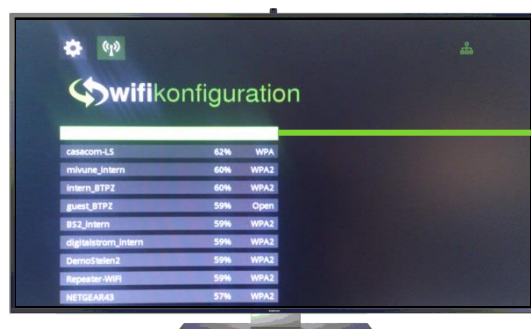 wifikonfiguration
casacom-LS 62% WPA
mivune_intern 60% WPA2
intern_BTPZ 60% WPA2
guest_BTPZ 59% Open
BS2_Intern 59% WPA2
digitalstrom_intern 59% WPA2
DemoStelen2 59% WPA2
Repeater-WiFi 59% WPA2
NETGEAR43 57% WPA2